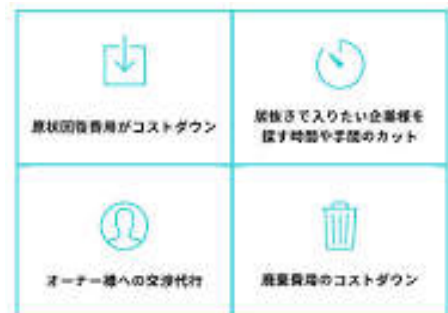 原状回復費用がコストダウン
居抜きで入りたい企業様を
探す時間や手間のカット
オーナー様への交渉代行
廃棄費用のコストダウン